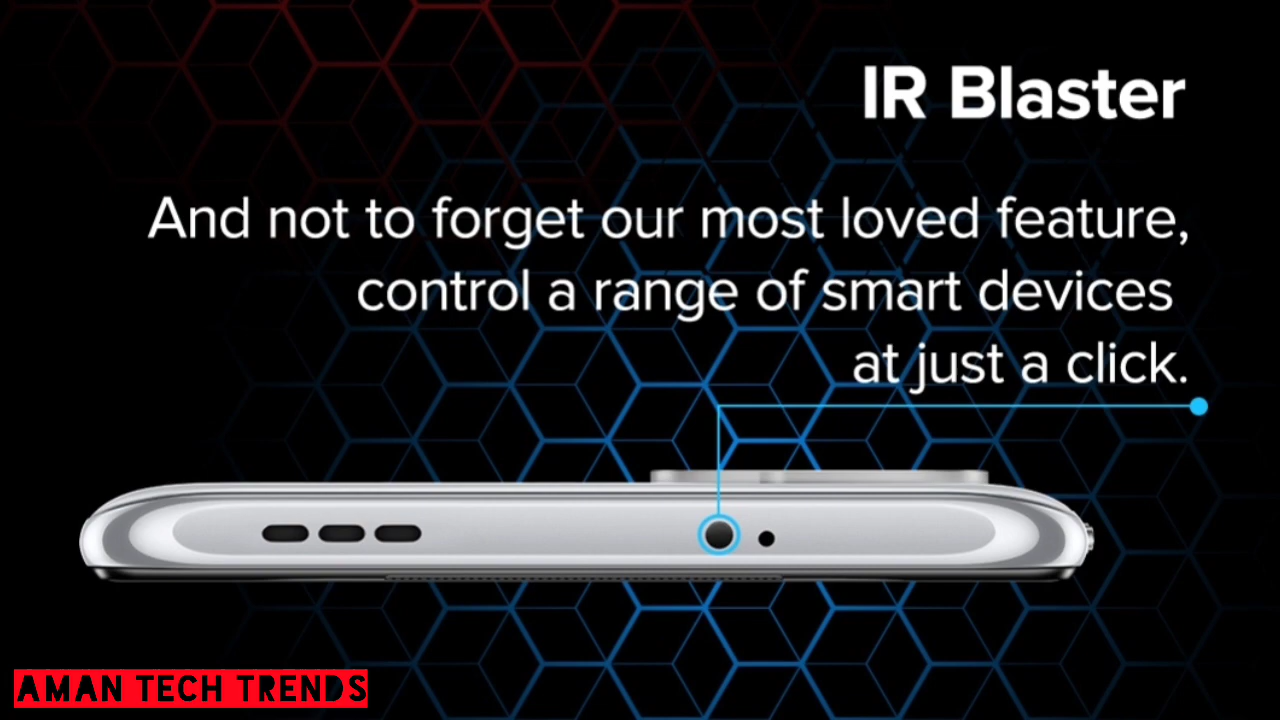 IR Blaster
And not to forget our most loved feature,
control a range of smart devices
at just a click.
AMAN TECH TRENDS